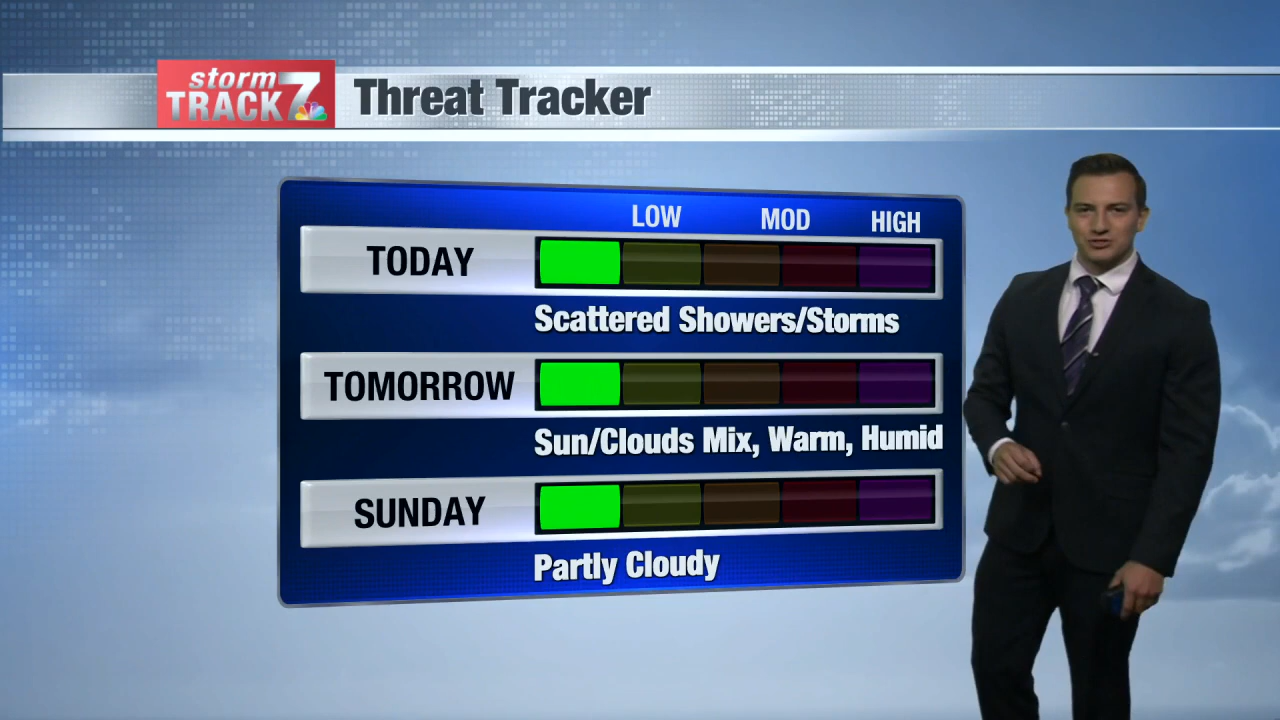 storm
TRACK 7
Threat Tracker
LOW MOD HIGH
TODAY
Scattered Showers/Storms
TOMORROW
Sun/Clouds Mix, Warm, Humid
SUNDAY
Partly Cloudy